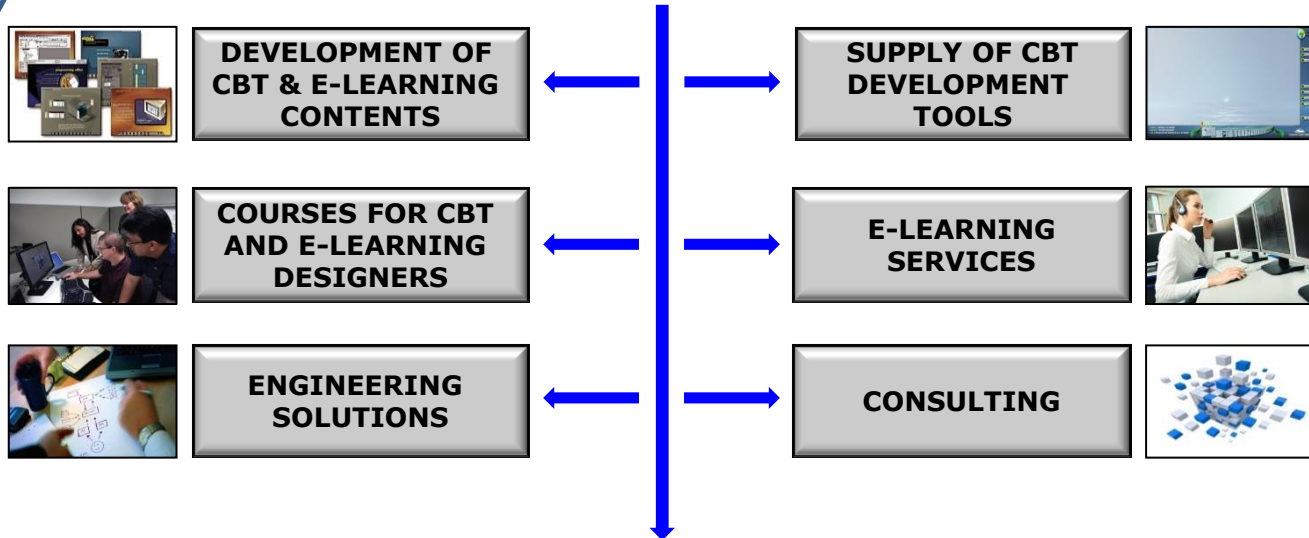 DEVELOPMENT OF
CBT & E-LEARNING
CONTENTS
SUPPLY OF CBT
DEVELOPMENT
TOOLS
COURSES FOR CBT
AND E-LEARNING
DESIGNERS
E-LEARNING
SERVICES
ENGINEERING
SOLUTIONS
CONSULTING